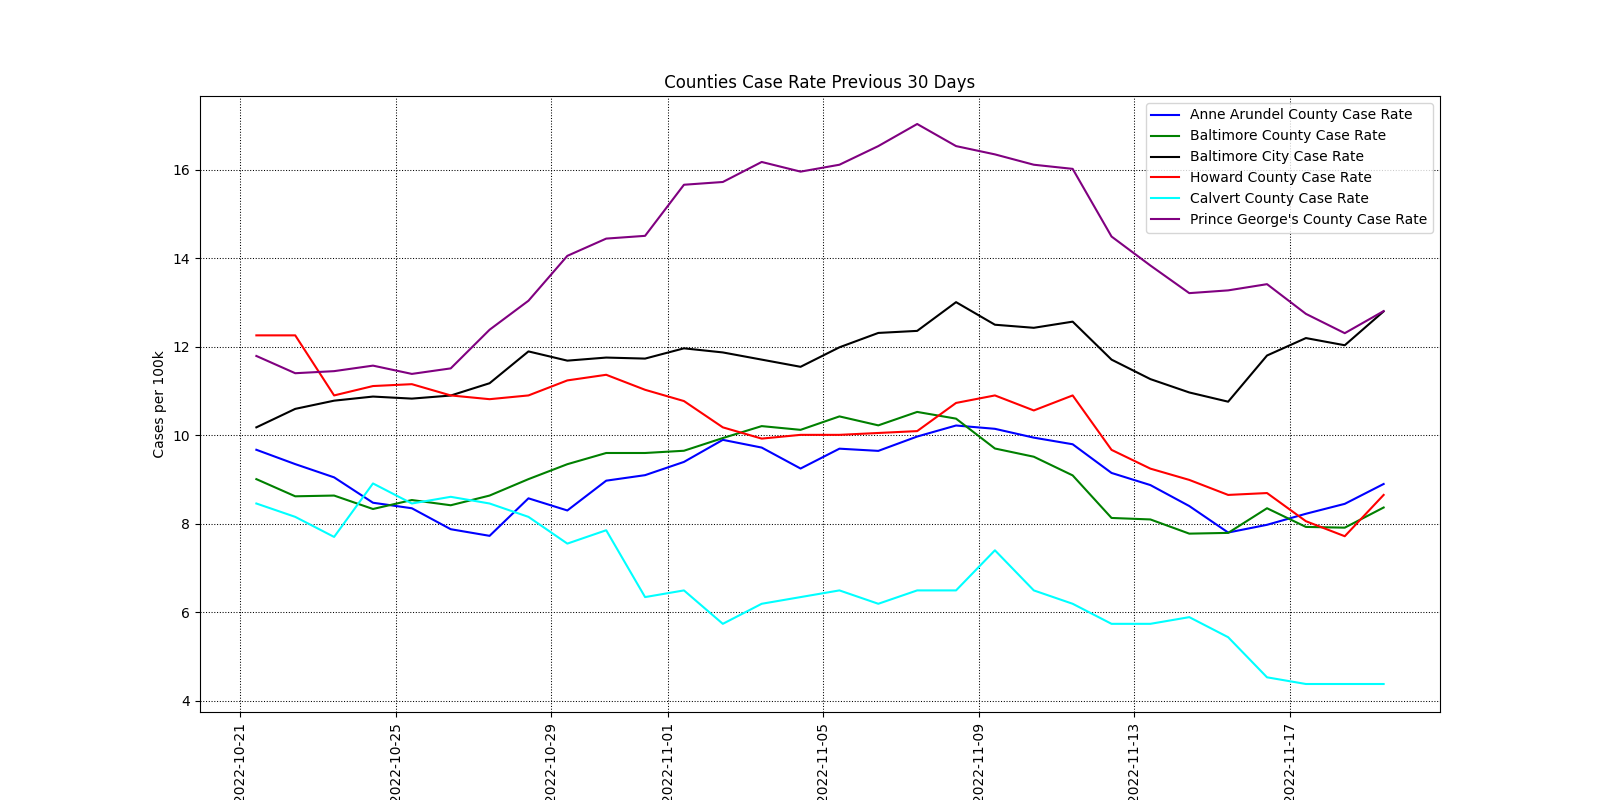 Counties Case Rate Previous 30 Days
Anne Arundel County Case Rate
Baltimore County Case Rate
Baltimore City Case Rate
Howard County Case Rate
Calvert County Case Rate
Prince George's County Case Rate
Cases per 100k
16
14
12
10
8
6
4
2022-10-21
2022-10-25
2022-10-29
2022-11-01
2022-11-05
2022-11-09
2022-11-13
2022-11-17